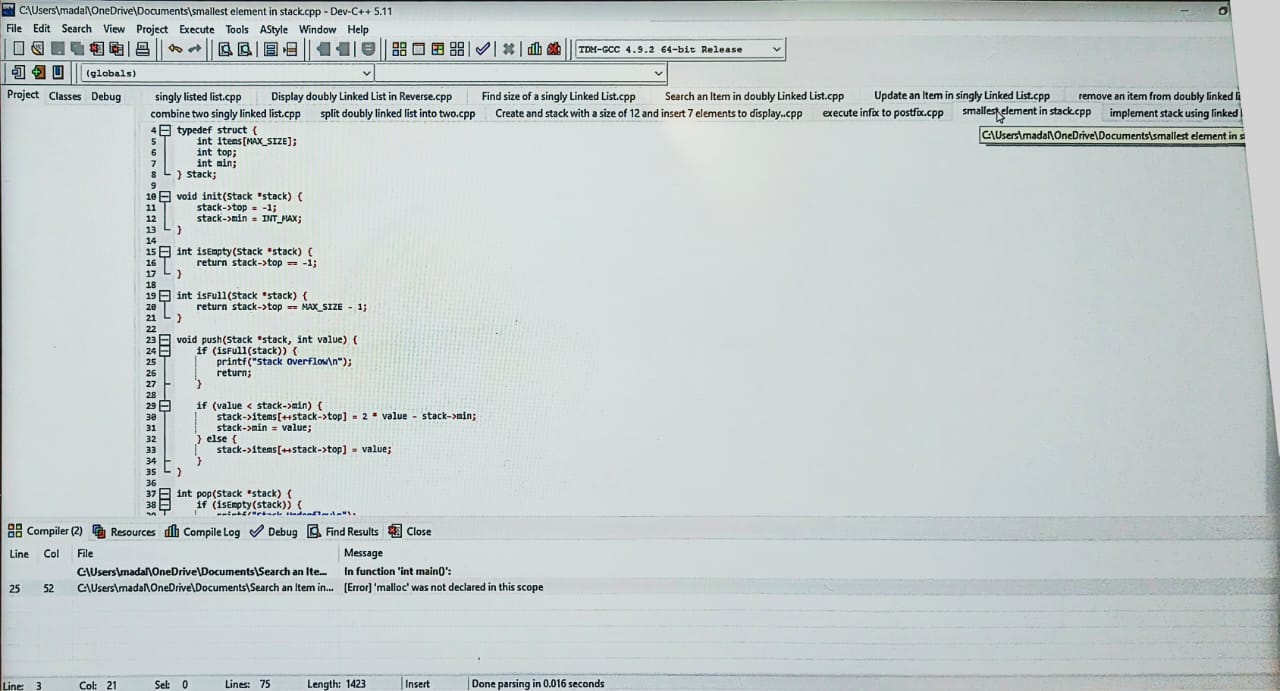 C:\Users\madal\OneDrive\Documents\smallest element in stack.cpp - Dev-C++ 5.11
File Edit Search View Project Execute Tools AStyle Window Help
TDM-GCC 4.9.2 64-bit Release
(globals)
Project Classes Debug
singly listed list.cpp Display doubly Linked List in Reverse.cpp Find size of a singly Linked List.cpp Search an Item in doubly Linked List.cpp Update an Item in singly Linked List.cpp remove an item from doubly linked li
combine two singly linked list.cpp split doubly linked list into two.cpp Create and stack with a size of 12 and insert 7 elements to display..cpp execute infix to postfix.cpp smallest element in stack.cpp implement stack using linked
C:\Users\madal\OneDrive\Documents\smallest element in s
4 typedef struct {
5 int items[MAX_SIZE];
6 int top;
7 int min;
8 } Stack;
9
10 void init(Stack *stack) {
11 stack->top = -1;
12 stack->min = INT_MAX;
13 }
14
15 int isEmpty(Stack *stack) {
16 return stack->top == -1;
17 }
18
19 int isFull(Stack *stack) {
20 return stack->top == MAX_SIZE - 1;
21 }
22
23 void push(Stack *stack, int value) {
24 if (isFull(stack)) {
25 printf("Stack Overflow\n");
26 return;
27 }
28
29 if (value < stack->min) {
30 stack->items[++stack->top] = 2 * value - stack->min;
31 stack->min = value;
32 } else {
33 stack->items[++stack->top] = value;
34 }
35 }
36
37 int pop(Stack *stack) {
38 if (isEmpty(stack)) {
Compiler (2) Resources Compile Log Debug Find Results Close
Line Col File Message
C:\Users\madal\OneDrive\Documents\Search an Ite... In function 'int main()':
25 52 C:\Users\madal\OneDrive\Documents\Search an Item in... [Error] 'malloc' was not declared in this scope
Line: 3 Col: 21 Sel: 0 Lines: 75 Length: 1423 Insert Done parsing in 0.016 seconds